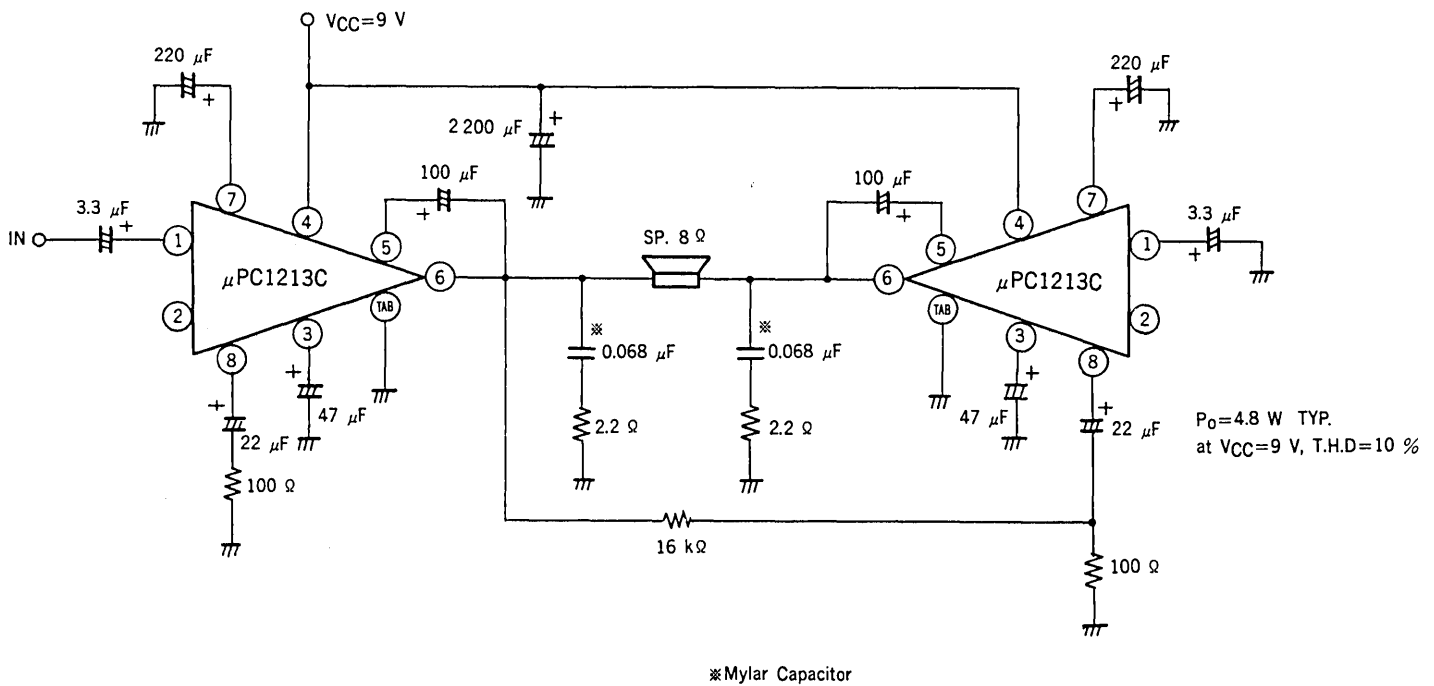 VCC=9 V
220 μF
+
220 μF
+
2 200 μF
+
100 μF
+
100 μF
+
7
4
5
4
7
3.3 μF
+
3.3 μF
+
IN
1
6
SP. 8 Ω
6
5
1
μPC1213C
μPC1213C
2
TAB
TAB
2
3
8
3
8
※
0.068 μF
※
0.068 μF
+
47 μF
+
47 μF
+
22 μF
+
22 μF
100 Ω
2.2 Ω
2.2 Ω
PO=4.8 W TYP.
at VCC=9 V, T.H.D=10 %
16 kΩ
100 Ω
※Mylar Capacitor